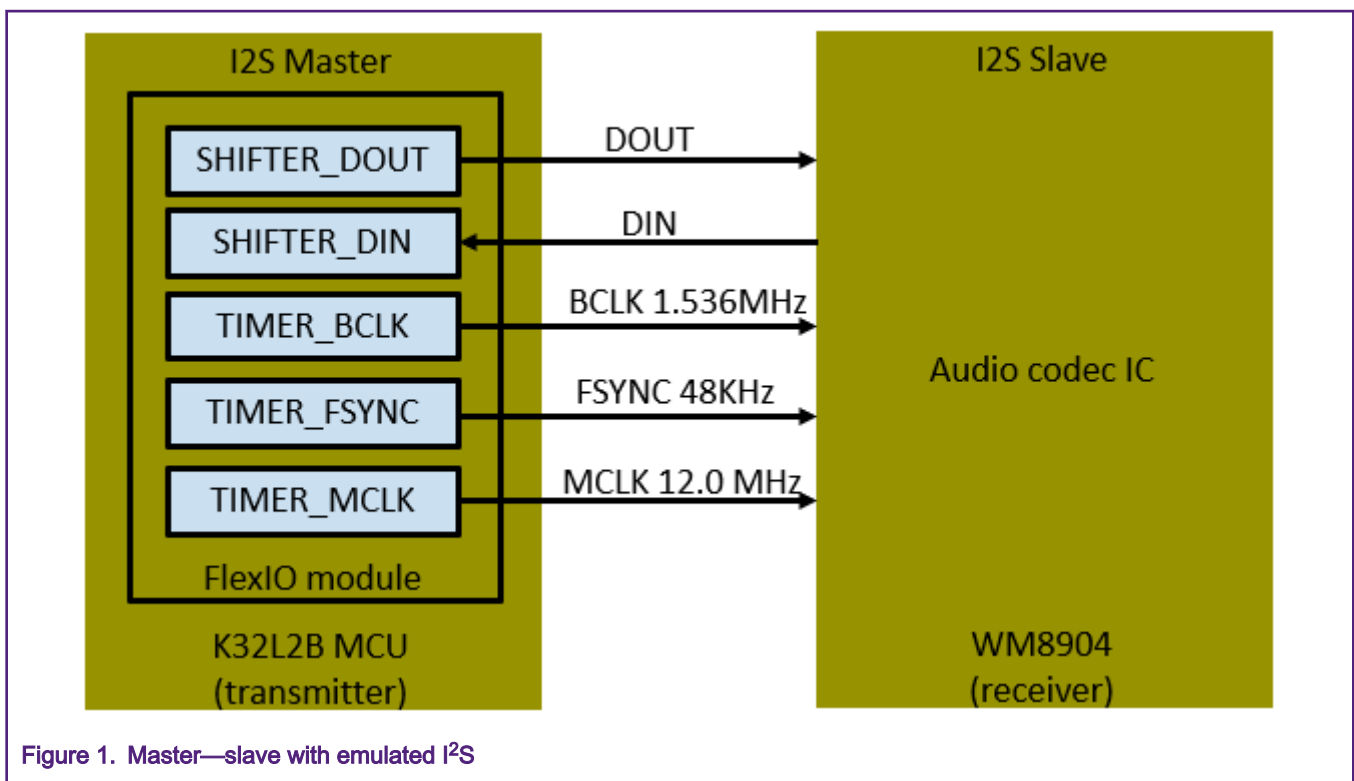 I2S Master
SHIFTER_DOUT
SHIFTER_DIN
TIMER_BCLK
TIMER_FSYNC
TIMER_MCLK
FlexIO module
K32L2B MCU
(transmitter)
DOUT
DIN
BCLK 1.536MHz
FSYNC 48KHz
MCLK 12.0 MHz
I2S Slave
Audio codec IC
WM8904
(receiver)
Figure 1. Master—slave with emulated I²S